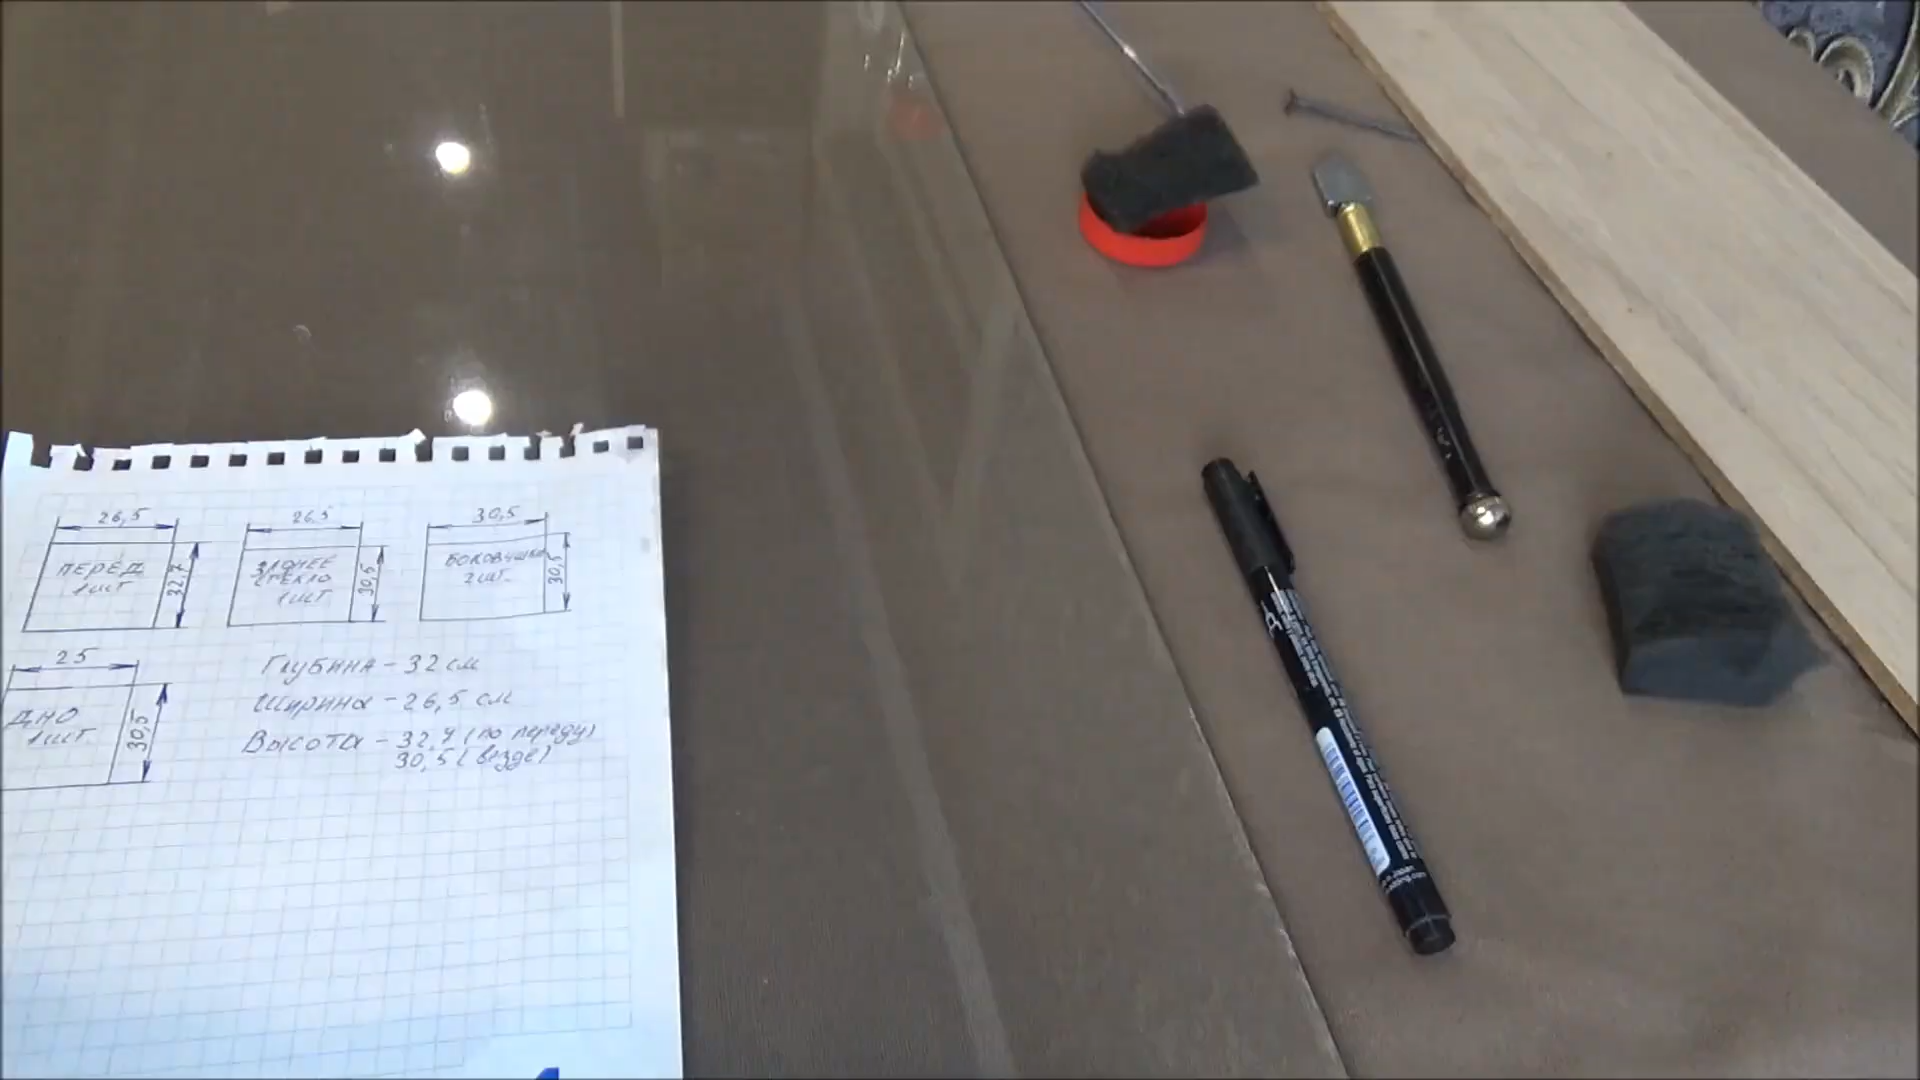 26,5
ПЕРЕД
1шт
32,7
26,5
ЗАДНЕЕ
СТЕКЛО
1шт
30,5
30,5
БОКОВУШКИ
2шт.
30,5
25
ДНО
1шт.
30,5
Глубина - 32 см
Ширина - 26,5 см
Высота - 32,7 (по переду)
30,5 (везде)